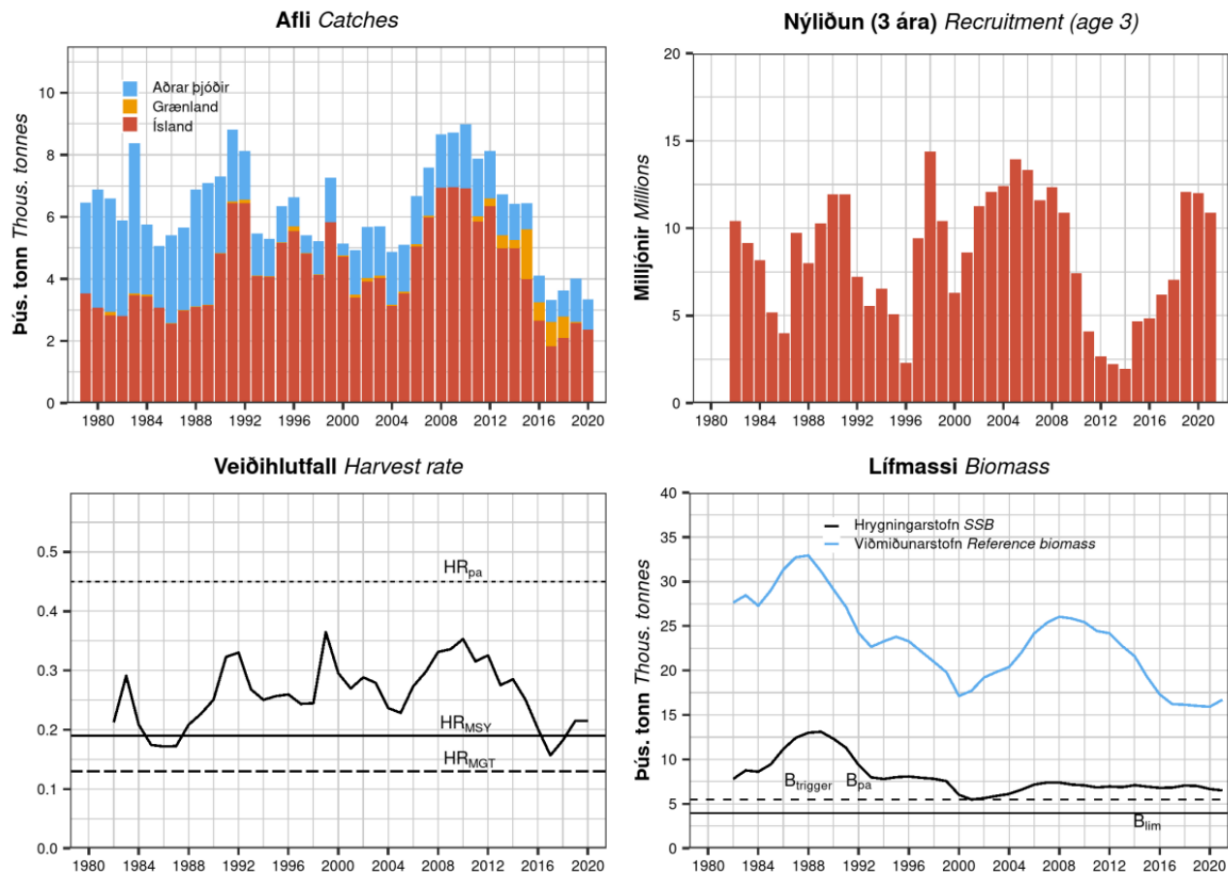 Afli Catches
Þús. tonn Thous. tonnes
10
8
6
4
2
0
Aðrar þjóðir
Grænland
Ísland
1980 1984 1988 1992 1996 2000 2004 2008 2012 2016 2020
Nýliðun (3 ára) Recruitment (age 3)
Milljónir Millions
20
15
10
5
0
1980 1984 1988 1992 1996 2000 2004 2008 2012 2016 2020
Veiðihlutfall Harvest rate
0.5
0.4
0.3
0.2
0.1
0.0
HRpa
HRMSY
HRMGT
1980 1984 1988 1992 1996 2000 2004 2008 2012 2016 2020
Lífmassi Biomass
Þús. tonn Thous. tonnes
40
35
30
25
20
15
10
5
0
Hrygningarstofn SSB
Viðmiðunarstofn Reference biomass
Btrigger Bpa
Blim
1980 1984 1988 1992 1996 2000 2004 2008 2012 2016 2020